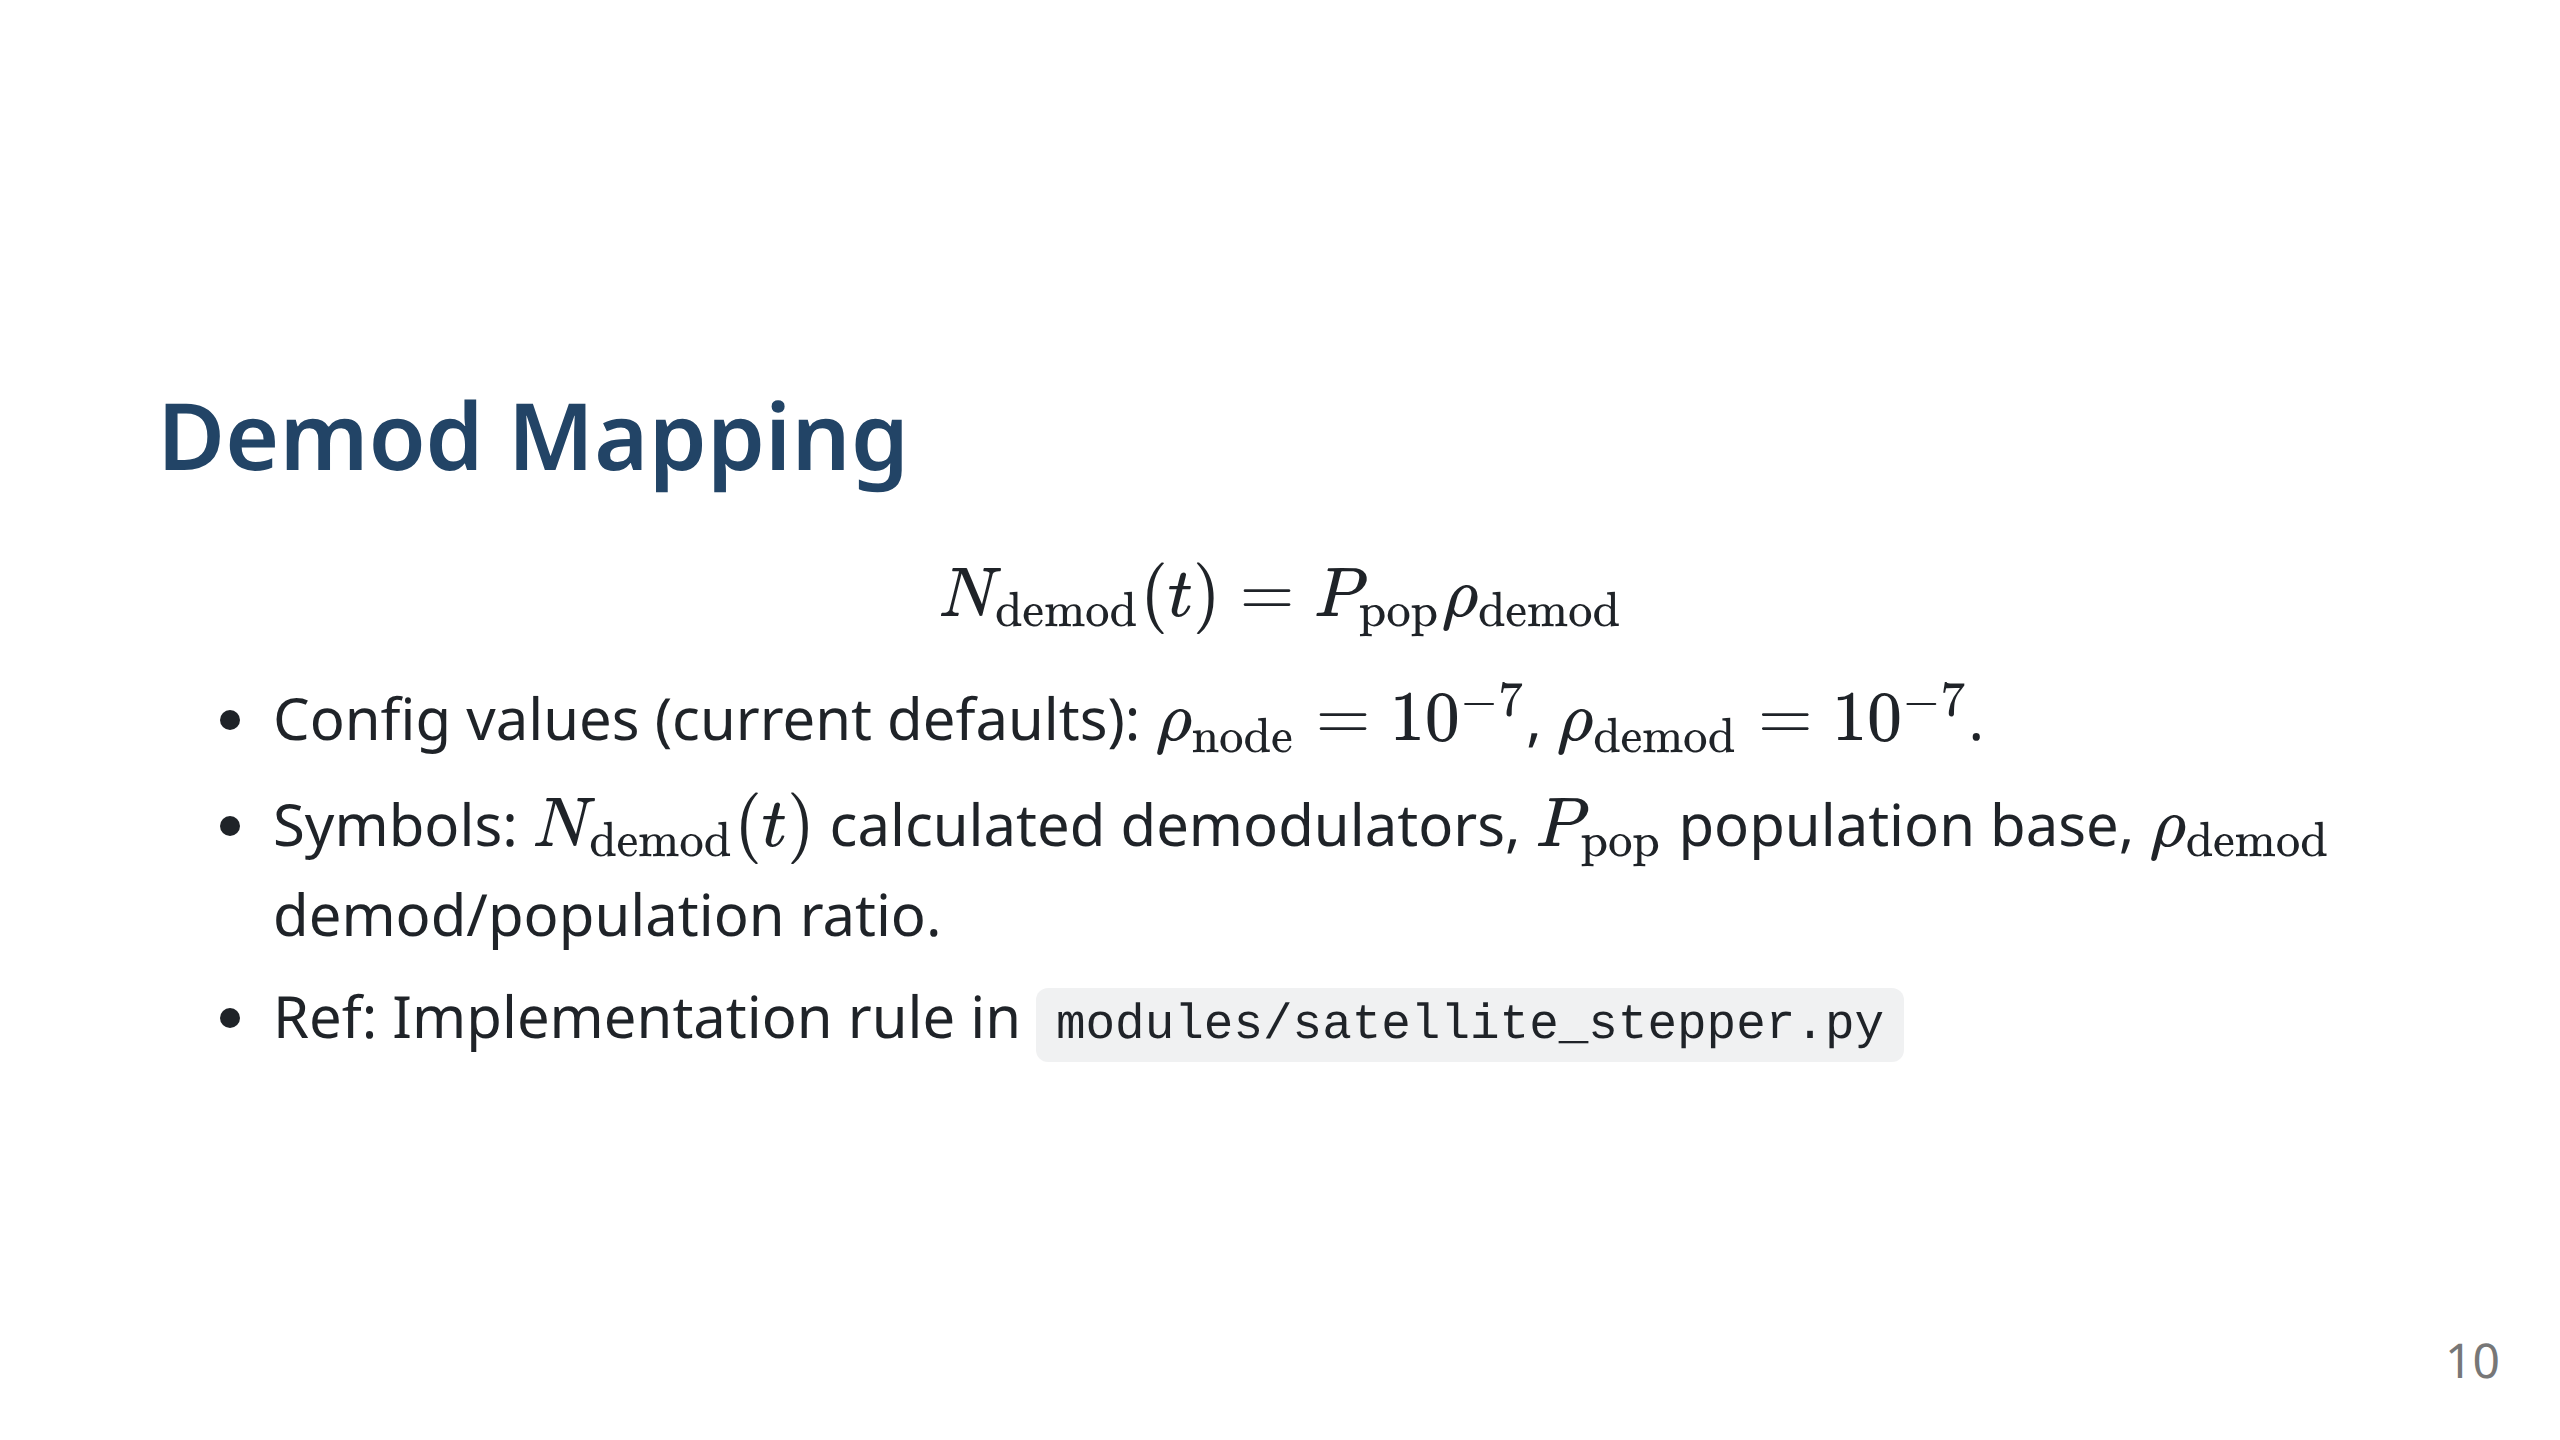 Demod Mapping
N_demod(t) = P_pop ρ_demod
• Config values (current defaults): ρ_node = 10⁻⁷, ρ_demod = 10⁻⁷.
• Symbols: N_demod(t) calculated demodulators, P_pop population base, ρ_demod
demod/population ratio.
• Ref: Implementation rule in modules/satellite_stepper.py
10